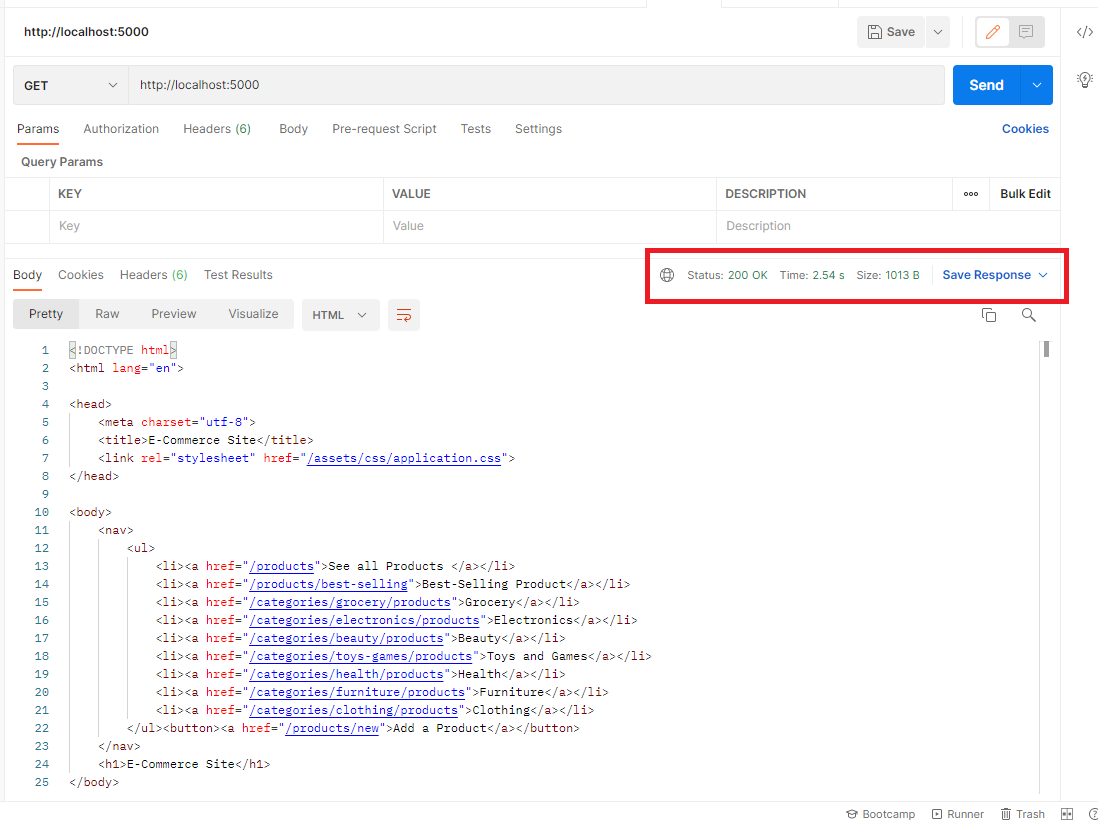 http://localhost:5000 Save
GET http://localhost:5000 Send
Params Authorization Headers (6) Body Pre-request Script Tests Settings Cookies
Query Params
KEY VALUE DESCRIPTION ooo Bulk Edit
Key Value Description
Body Cookies Headers (6) Test Results Status: 200 OK Time: 2.54 s Size: 1013 B Save Response
Pretty Raw Preview Visualize HTML
1 <!DOCTYPE html>
2 <html lang="en">
3
4 <head>
5 <meta charset="utf-8">
6 <title>E-Commerce Site</title>
7 <link rel="stylesheet" href="/assets/css/application.css">
8 </head>
9
10 <body>
11 <nav>
12 <ul>
13 <li><a href="/products">See all Products </a></li>
14 <li><a href="/products/best-selling">Best-Selling Product</a></li>
15 <li><a href="/categories/grocery/products">Grocery</a></li>
16 <li><a href="/categories/electronics/products">Electronics</a></li>
17 <li><a href="/categories/beauty/products">Beauty</a></li>
18 <li><a href="/categories/toys-games/products">Toys and Games</a></li>
19 <li><a href="/categories/health/products">Health</a></li>
20 <li><a href="/categories/furniture/products">Furniture</a></li>
21 <li><a href="/categories/clothing/products">Clothing</a></li>
22 </ul><button><a href="/products/new">Add a Product</a></button>
23 </nav>
24 <h1>E-Commerce Site</h1>
25 </body>
Bootcamp Runner Trash